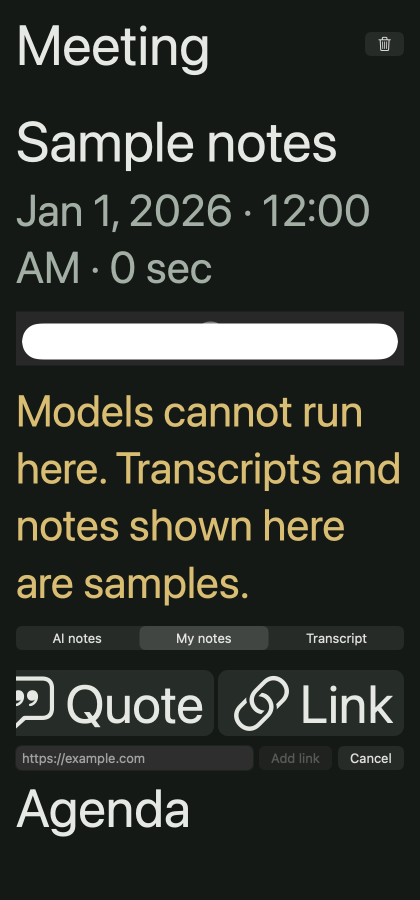 Meeting
Sample notes
Jan 1, 2026 · 12:00
AM · 0 sec
Models cannot run
here. Transcripts and
notes shown here
are samples.
AI notes My notes Transcript
Quote Link
https://example.com Add link Cancel
Agenda